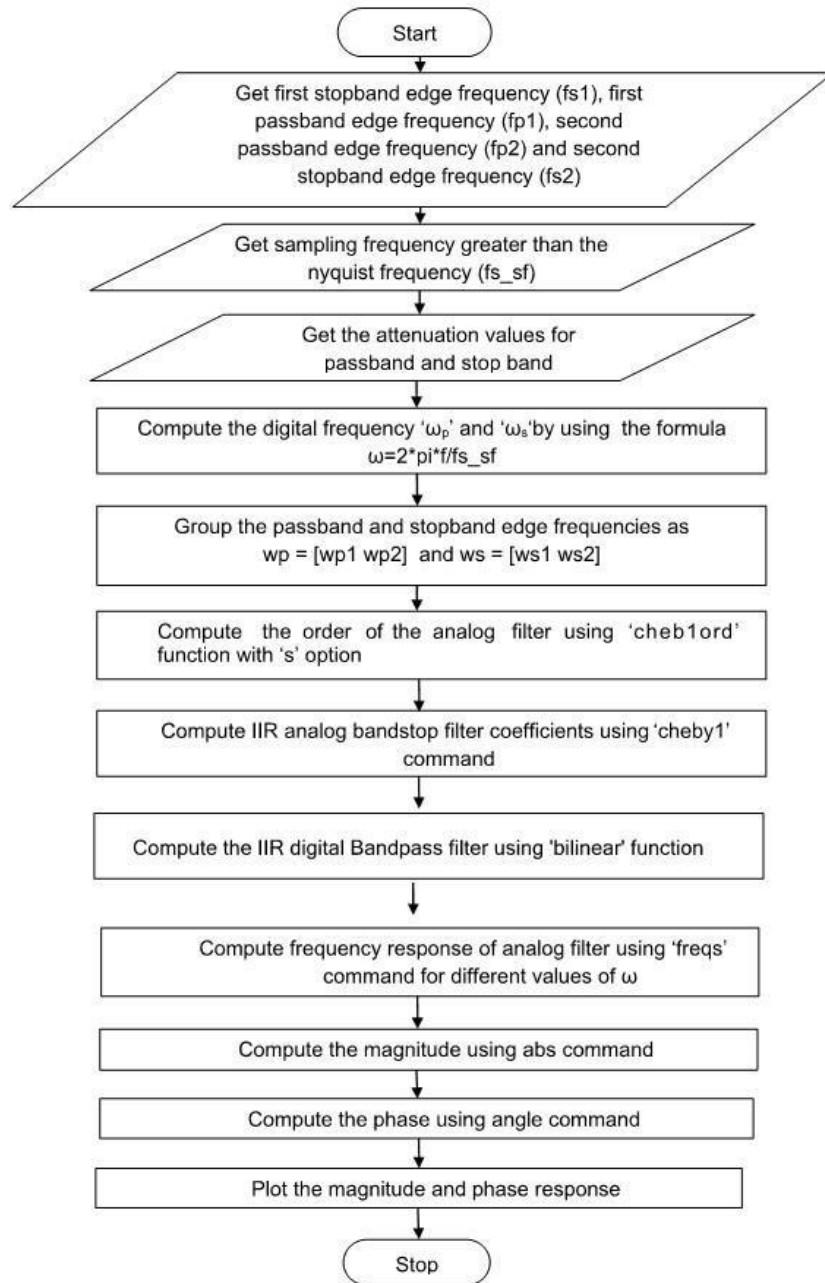 Start
Get first stopband edge frequency (fs1), first
passband edge frequency (fp1), second
passband edge frequency (fp2) and second
stopband edge frequency (fs2)
Get sampling frequency greater than the
nyquist frequency (fs_sf)
Get the attenuation values for
passband and stop band
Compute the digital frequency ‘ωₚ’ and ‘ωₛ‘by using the formula
ω=2*pi*f/fs_sf
Group the passband and stopband edge frequencies as
wp = [wp1 wp2] and ws = [ws1 ws2]
Compute the order of the analog filter using ‘cheb1ord’
function with ‘s’ option
Compute IIR analog bandstop filter coefficients using ‘cheby1’
command
Compute the IIR digital Bandpass filter using 'bilinear' function
Compute frequency response of analog filter using ‘freqs’
command for different values of ω
Compute the magnitude using abs command
Compute the phase using angle command
Plot the magnitude and phase response
Stop